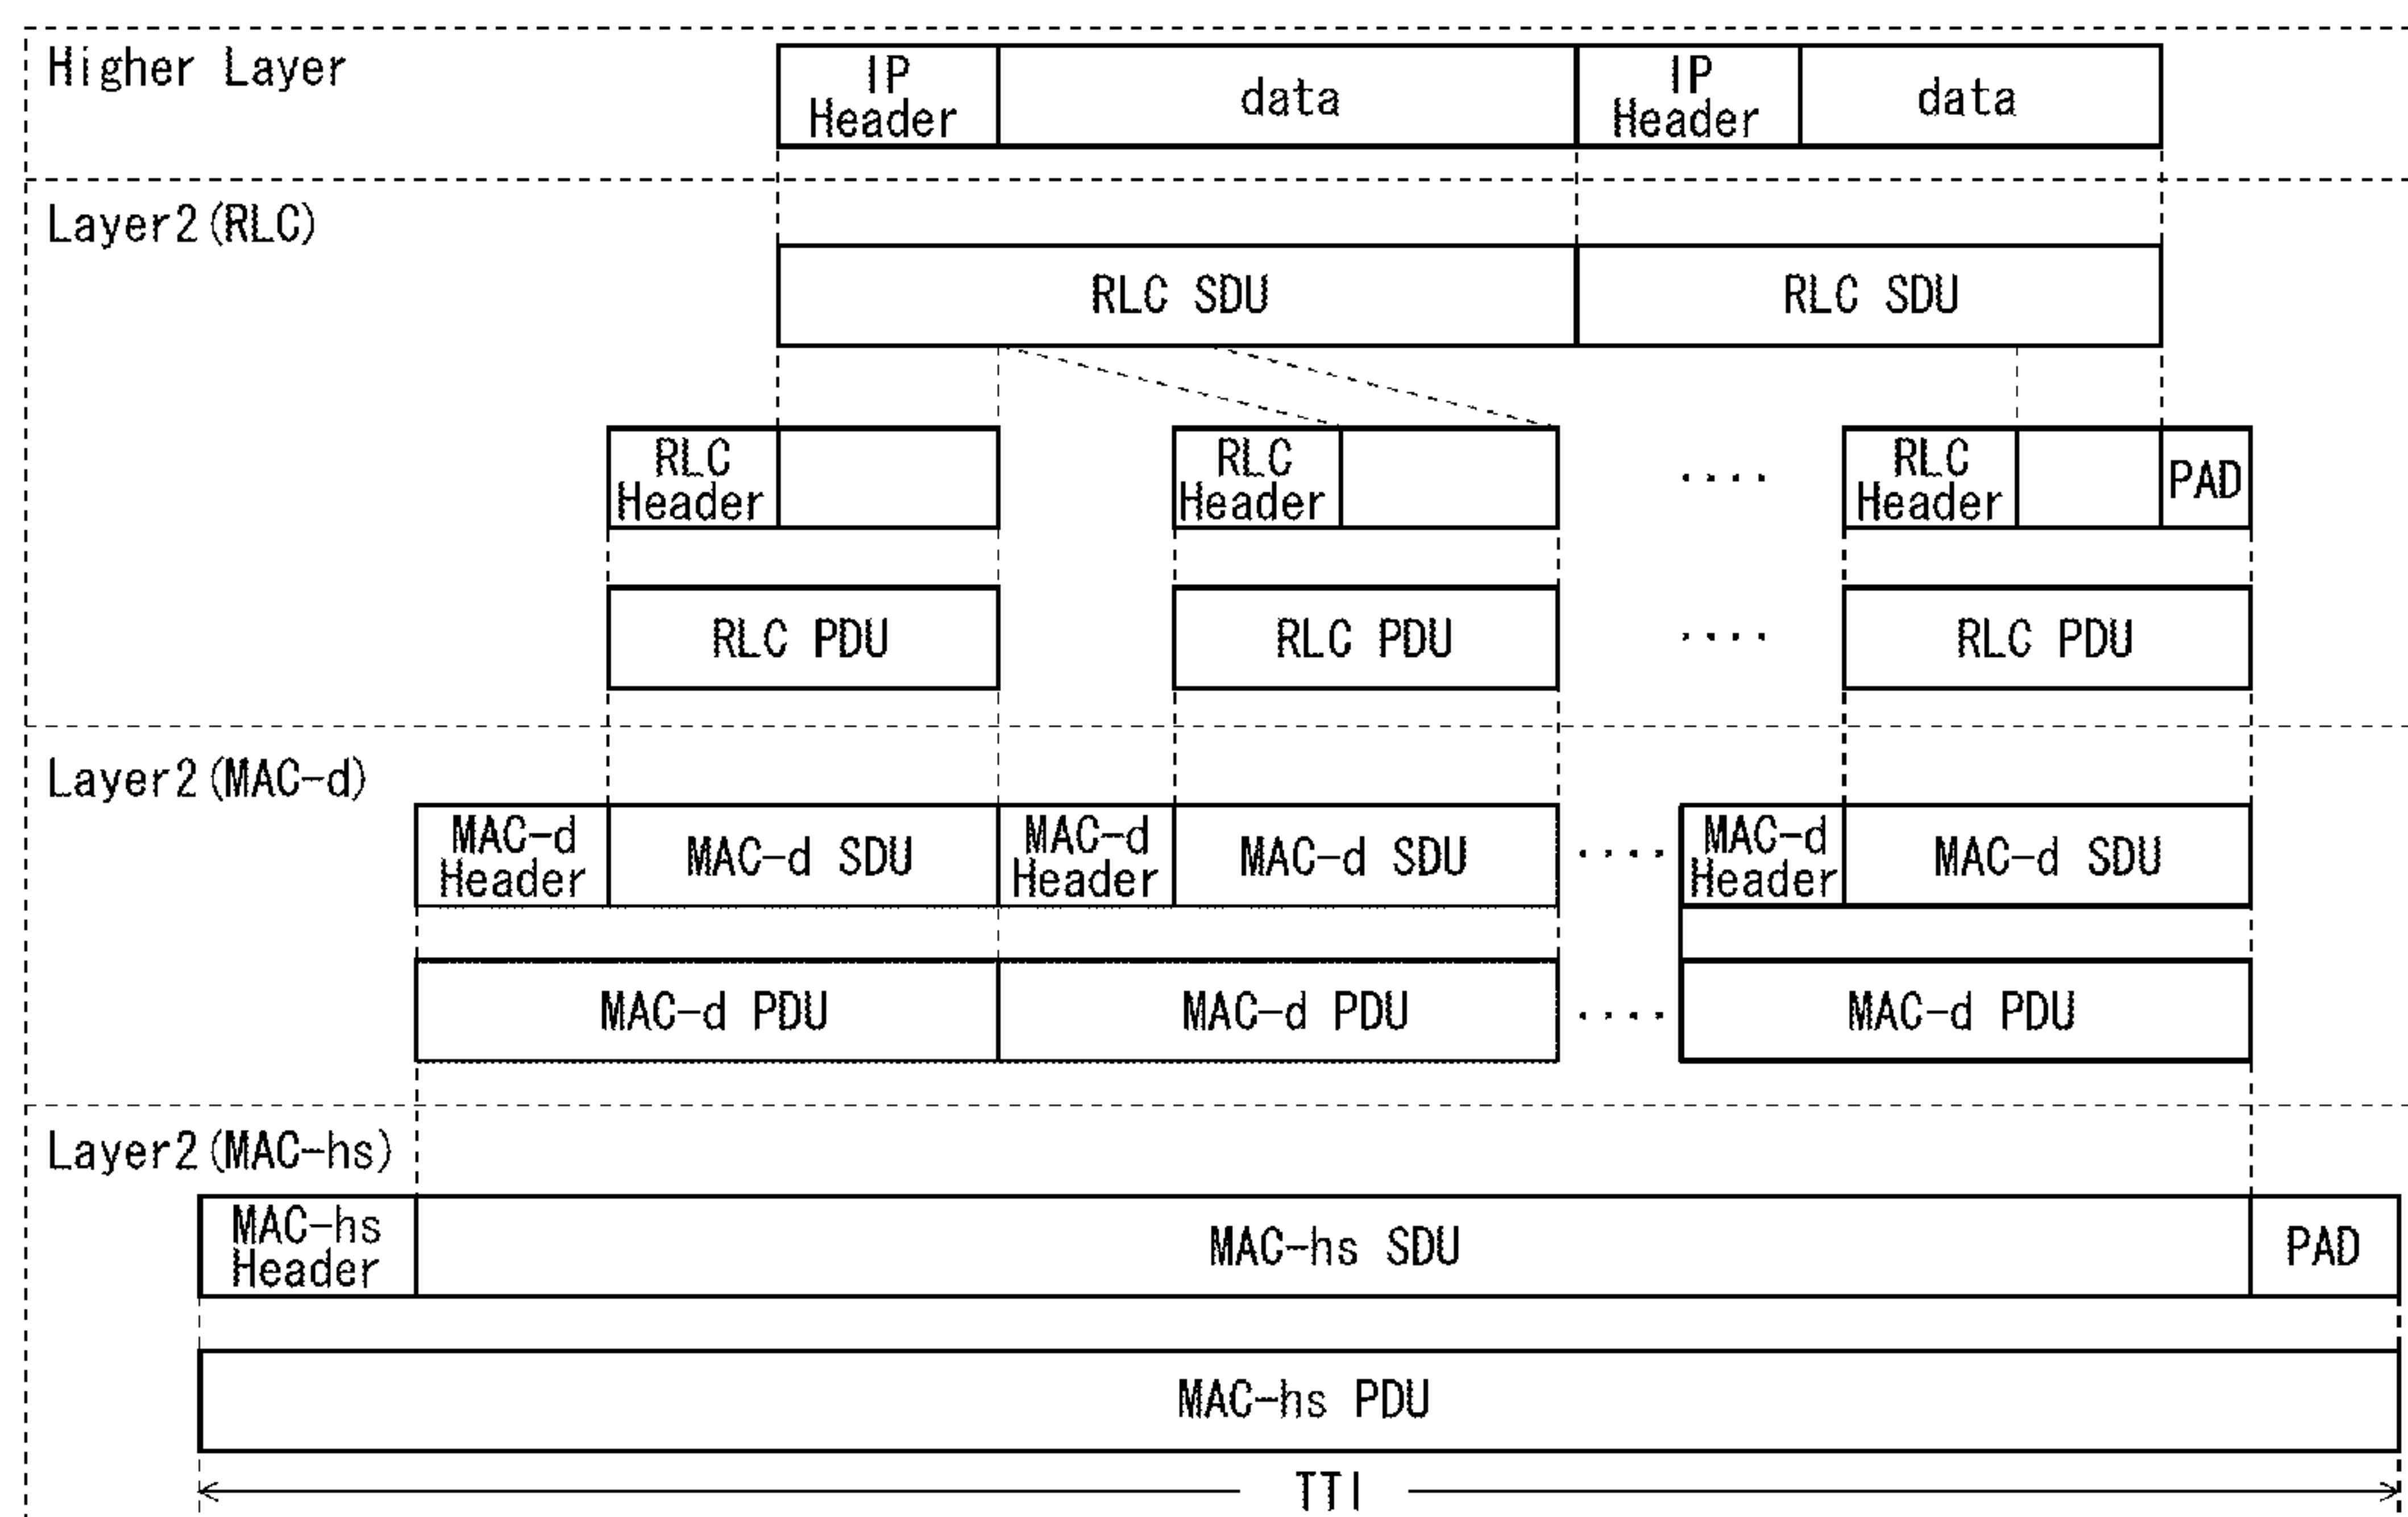 Higher Layer
IP Header
data
IP Header
data
Layer2(RLC)
RLC SDU
RLC SDU
RLC Header
RLC Header
....
RLC Header
PAD
RLC PDU
RLC PDU
....
RLC PDU
Layer2(MAC-d)
MAC-d Header
MAC-d SDU
MAC-d Header
MAC-d SDU
....
MAC-d Header
MAC-d SDU
MAC-d PDU
MAC-d PDU
....
MAC-d PDU
Layer2(MAC-hs)
MAC-hs Header
MAC-hs SDU
PAD
MAC-hs PDU
TTI